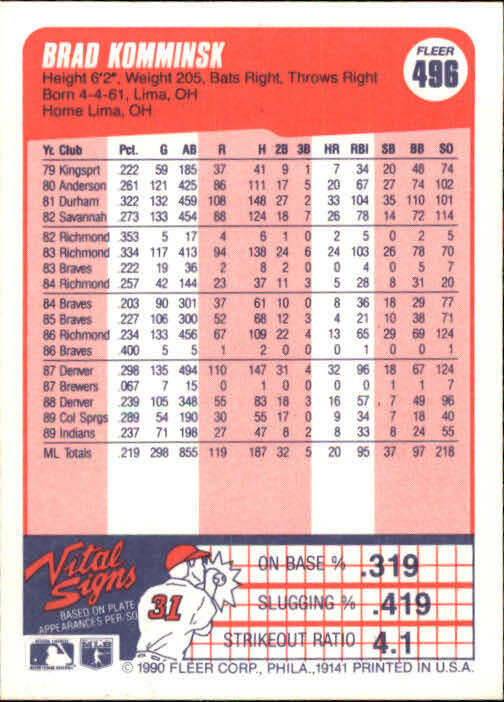 BRAD KOMMINSK
FLEER
496
Height 6'2", Weight 205, Bats Right, Throws Right
Born 4-4-61, Lima, OH
Home Lima, OH
Yr. Club Pct. G AB R H 2B 3B HR RBI SB BB SO
79 Kingsprt .222 59 185 37 41 9 1 7 34 20 48 74
80 Anderson .261 121 425 86 111 17 5 20 67 27 74 102
81 Durham .322 132 459 108 148 27 2 33 104 35 110 101
82 Savannah .273 133 454 88 124 18 7 26 78 14 72 114
82 Richmond .353 5 17 4 6 1 0 2 5 0 2 5
83 Richmond .334 117 413 94 138 24 6 24 103 26 78 70
83 Braves .222 19 36 2 8 2 0 0 4 0 5 7
84 Richmond .257 42 144 23 37 11 3 5 28 8 31 20
84 Braves .203 90 301 37 61 10 0 8 36 18 29 77
85 Braves .227 106 300 52 68 12 3 4 21 10 38 71
86 Richmond .234 133 456 67 109 22 4 13 65 29 69 124
86 Braves .400 5 5 1 2 0 0 0 1 0 0 1
87 Denver .298 135 494 110 147 31 4 32 96 18 67 124
87 Brewers .067 7 15 0 1 0 0 0 0 1 1 7
88 Denver .239 105 348 55 83 18 3 16 57 7 49 96
89 Col Sprgs .289 54 190 30 55 17 0 9 34 7 18 40
89 Indians .237 71 198 27 47 8 2 8 33 8 24 55
ML Totals .219 298 855 119 187 32 5 20 95 37 97 218
Vital Signs
BASED ON PLATE
APPEARANCES PER/SO
31
ON BASE % .319
SLUGGING % .419
STRIKEOUT RATIO 4.1
© 1990 FLEER CORP., PHILA., 19141 PRINTED IN U.S.A.